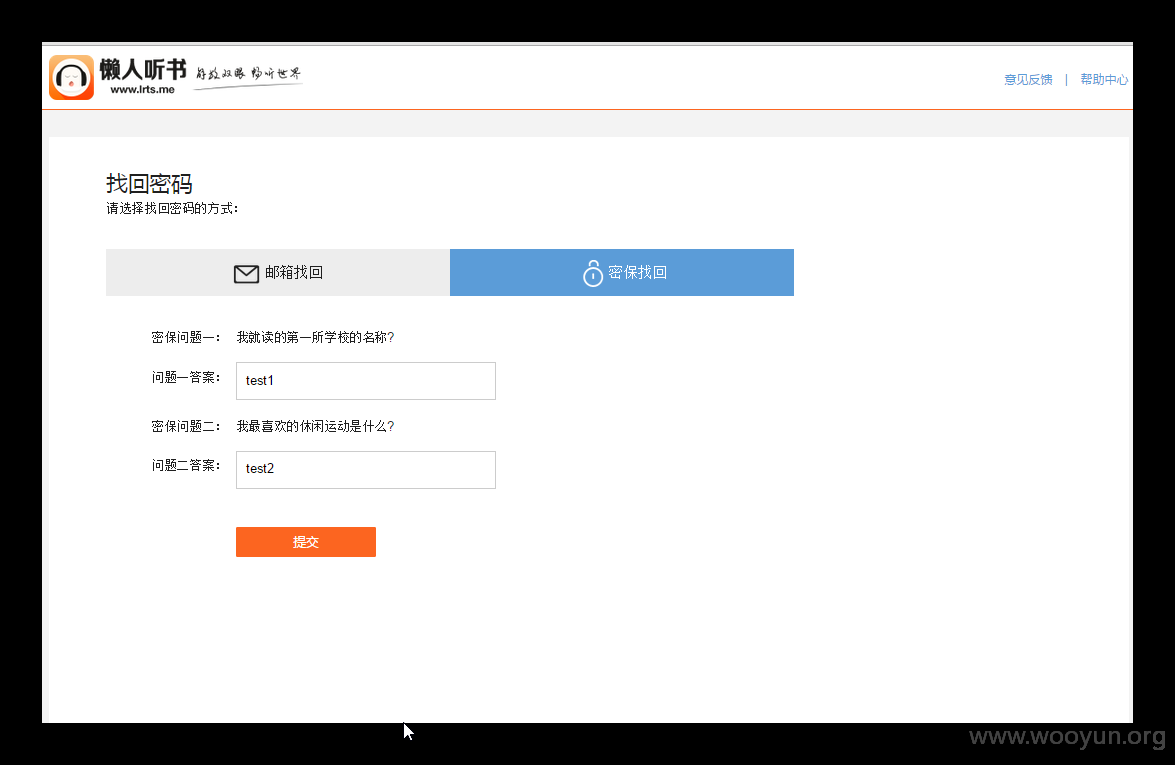 懒人听书 解放双眼 畅听世界
www.lrts.me
意见反馈 | 帮助中心
找回密码
请选择找回密码的方式：
邮箱找回 密保找回
密保问题一： 我就读的第一所学校的名称?
问题一答案： test1
密保问题二： 我最喜欢的休闲运动是什么?
问题二答案： test2
提交
www.wooyun.org